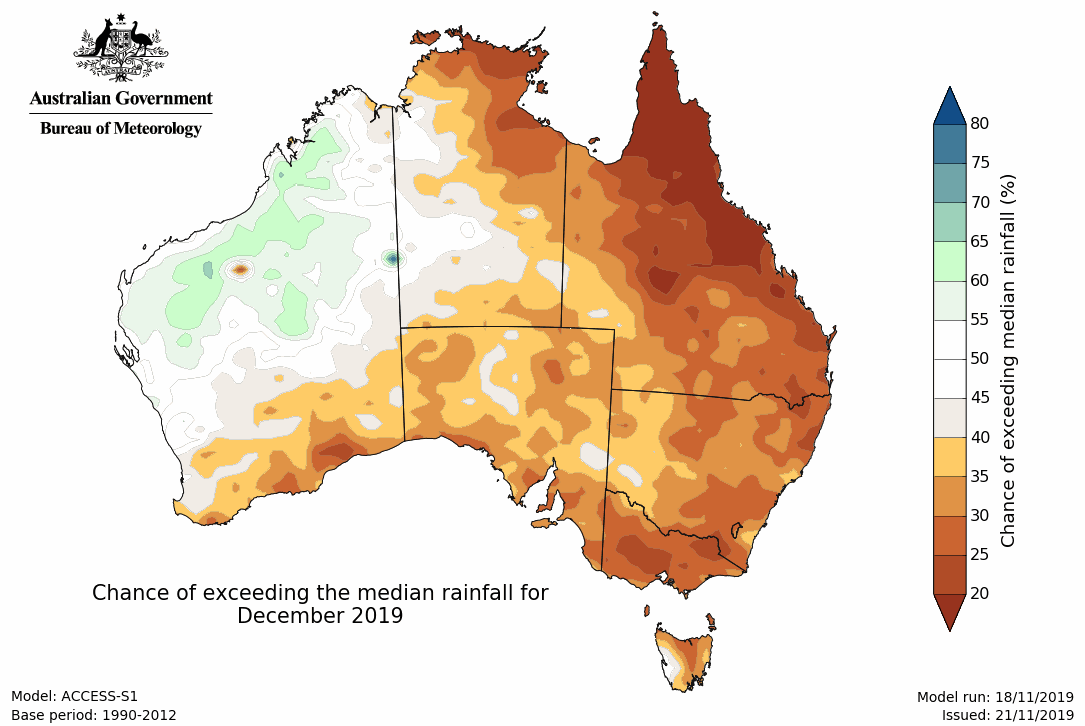 Australian Government
Bureau of Meteorology
80
75
70
65
60
55
50
45
40
35
30
25
20
Chance of exceeding median rainfall (%)
Chance of exceeding the median rainfall for
December 2019
Model: ACCESS-S1
Base period: 1990-2012
Model run: 18/11/2019
Issued: 21/11/2019